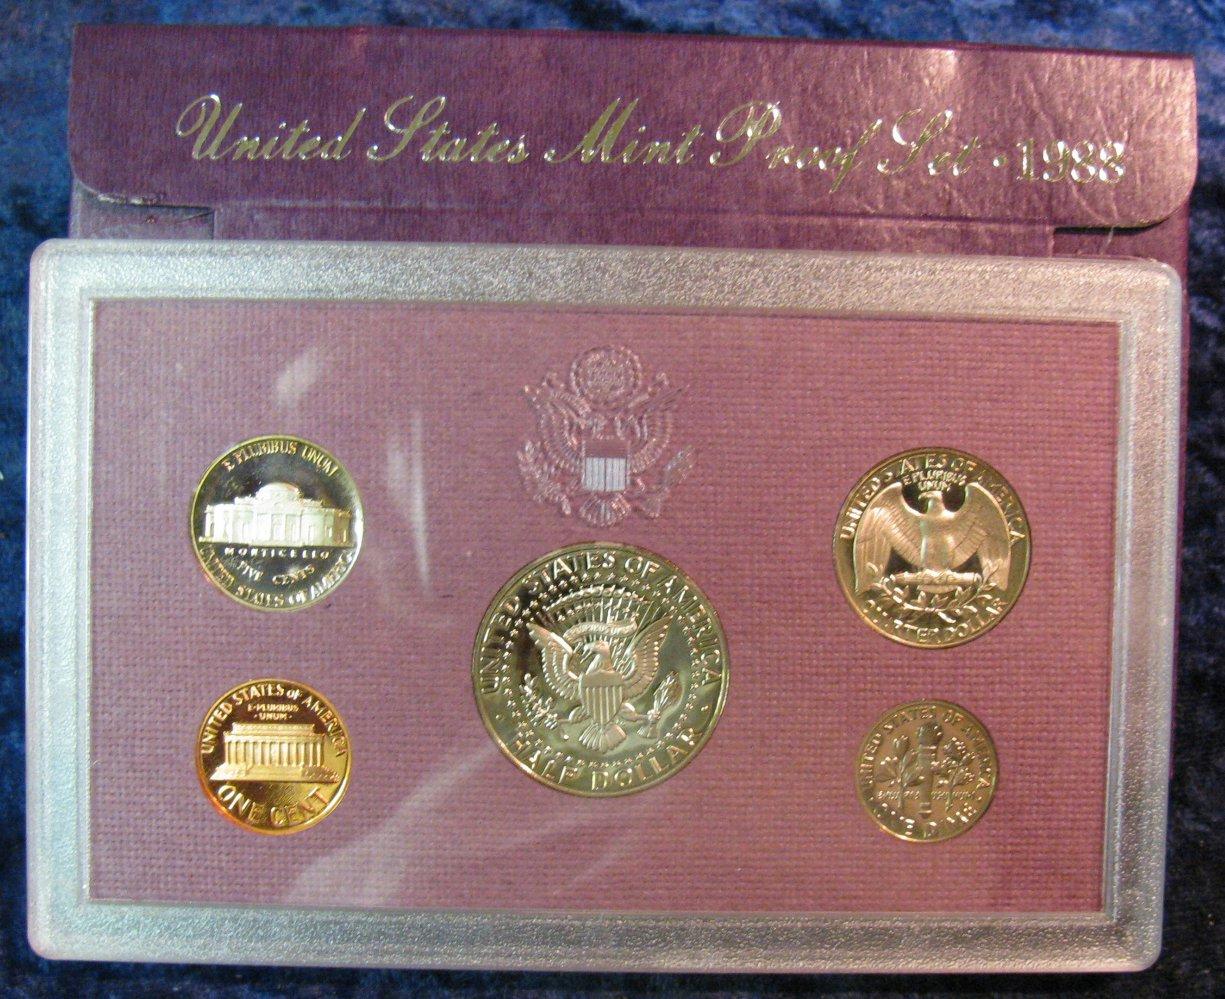 United States Mint Proof Set · 1988
E PLURIBUS UNUM
MONTICELLO
FIVE CENTS
UNITED STATES OF AMERICA
UNITED STATES OF AMERICA
E PLURIBUS
UNUM
QUARTER DOLLAR
UNITED STATES OF AMERICA
HALF DOLLAR
UNITED STATES OF AMERICA
E·PLURIBUS
·UNUM·
ONE CENT
UNITED STATES OF AMERICA
ONE DIME